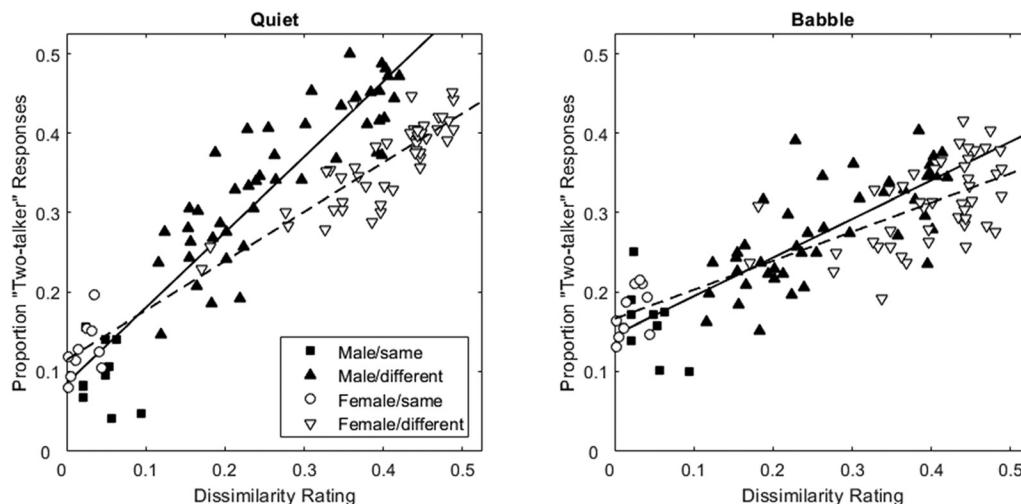 Quiet
Proportion "Two-talker" Responses
0.5
0.4
0.3
0.2
0.1
0
0
0.1
0.2
0.3
0.4
0.5
Dissimilarity Rating
Male/same
Male/different
Female/same
Female/different
Babble
Proportion "Two-talker" Responses
0.5
0.4
0.3
0.2
0.1
0
0
0.1
0.2
0.3
0.4
0.5
Dissimilarity Rating